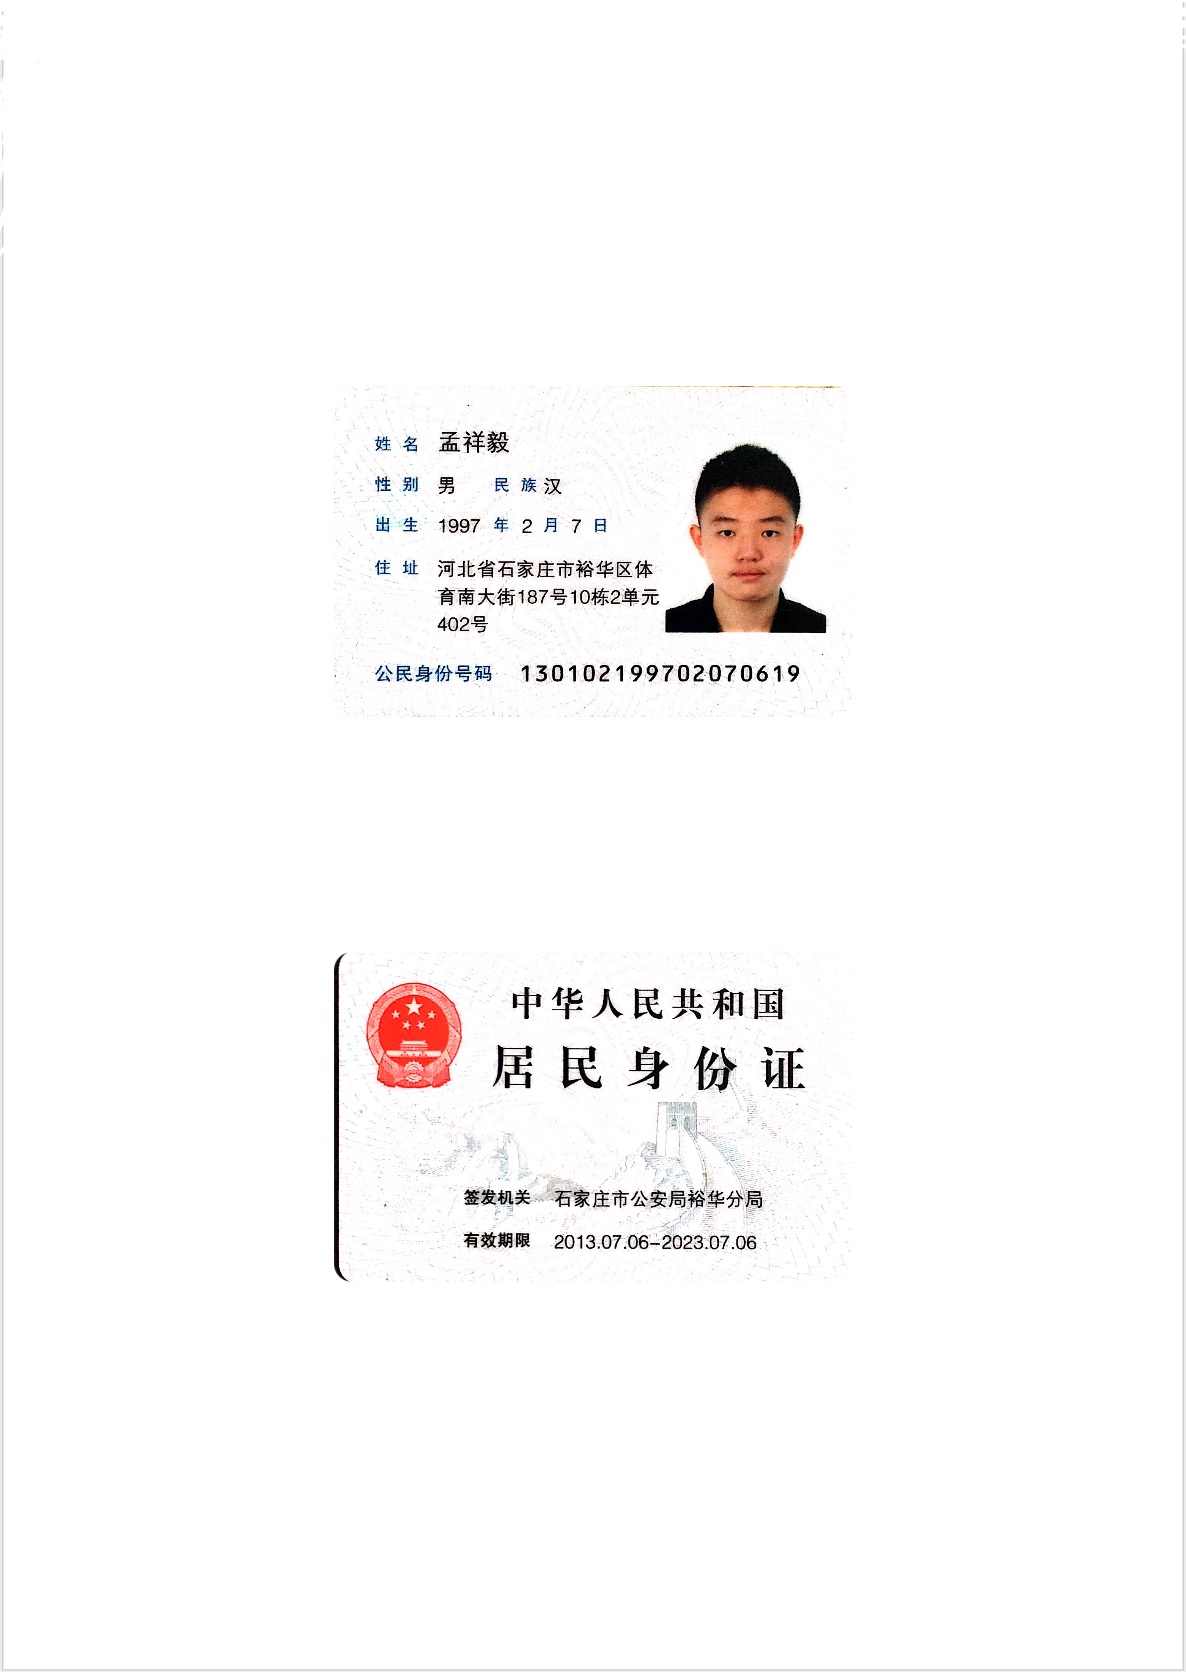 姓名 孟祥毅
性别 男 民族 汉
出生 1997 年 2 月 7 日
住址 河北省石家庄市裕华区体
育南大街187号10栋2单元
402号
公民身份号码 130102199702070619
中华人民共和国
居民身份证
签发机关 石家庄市公安局裕华分局
有效期限 2013.07.06-2023.07.06